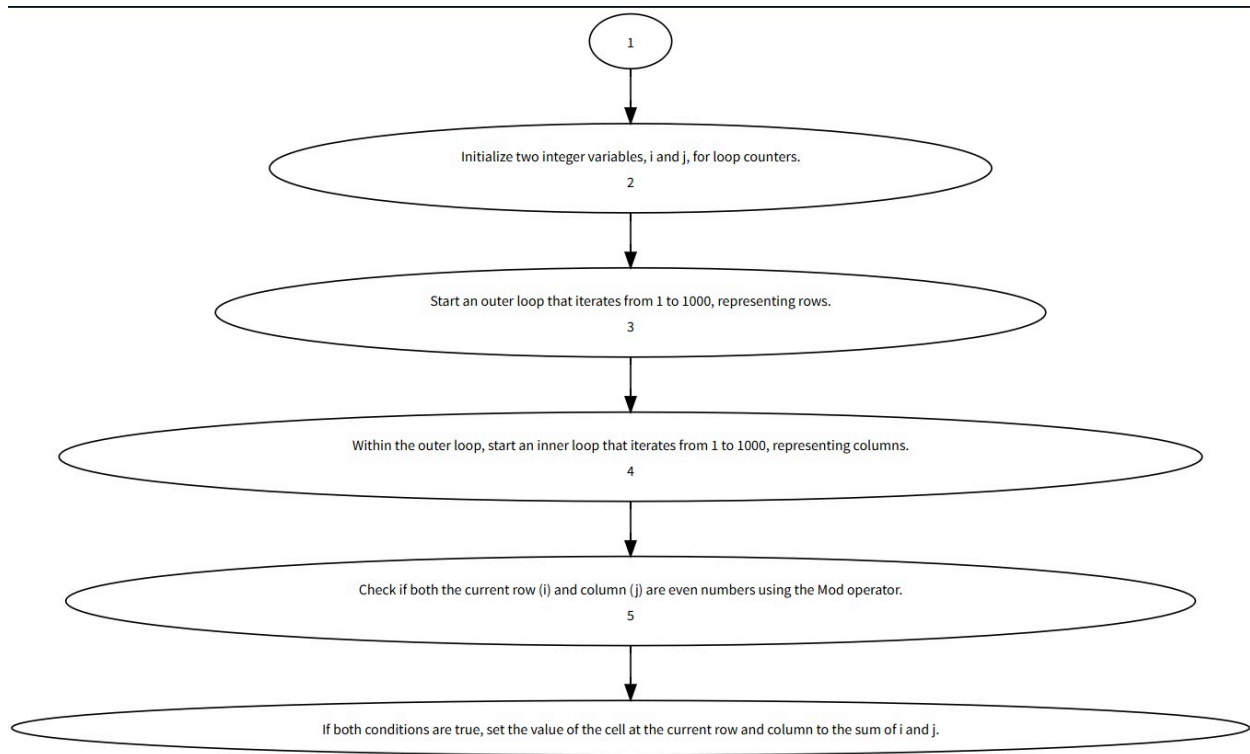 1
Initialize two integer variables, i and j, for loop counters.
2
Start an outer loop that iterates from 1 to 1000, representing rows.
3
Within the outer loop, start an inner loop that iterates from 1 to 1000, representing columns.
4
Check if both the current row (i) and column (j) are even numbers using the Mod operator.
5
If both conditions are true, set the value of the cell at the current row and column to the sum of i and j.